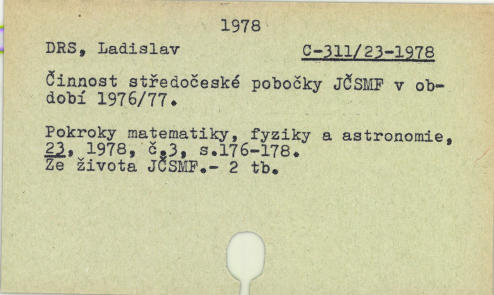 1978
DRS, Ladislav C-311/23-1978
Činnost středočeské pobočky JČSMF v ob-
dobí 1976/77.
Pokroky matematiky, fyziky a astronomie,
23, 1978, č.3, s.176-178.
Ze života JČSMF.- 2 tb.